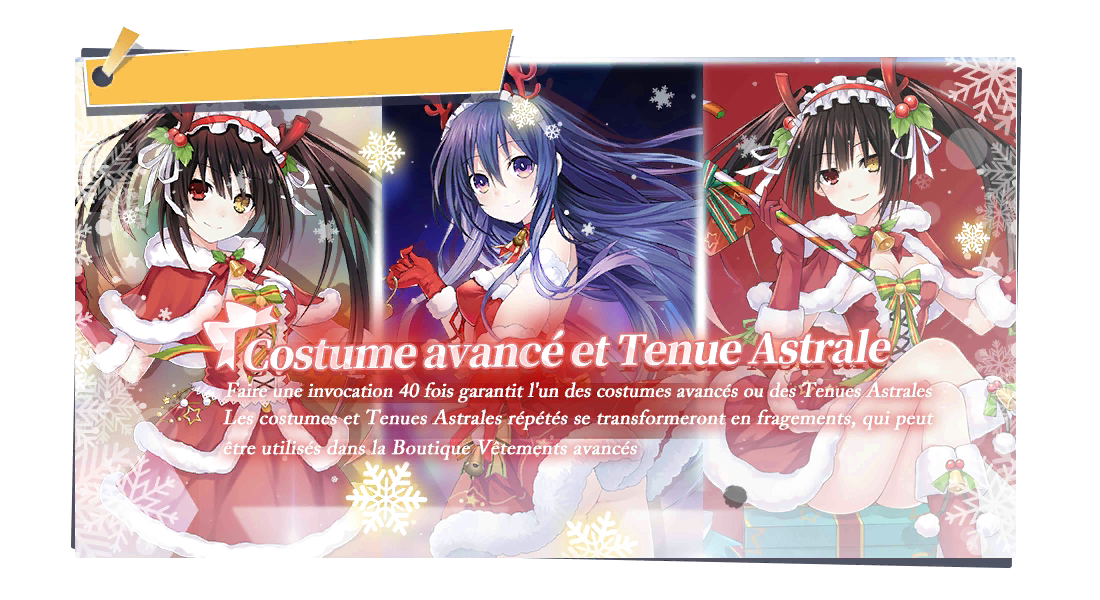 Costume avancé et Tenue Astrale
Faire une invocation 40 fois garantit l'un des costumes avancés ou des Tenues Astrales
Les costumes et Tenues Astrales répétés se transformeront en fragements, qui peut
être utilisés dans la Boutique Vêtements avancés